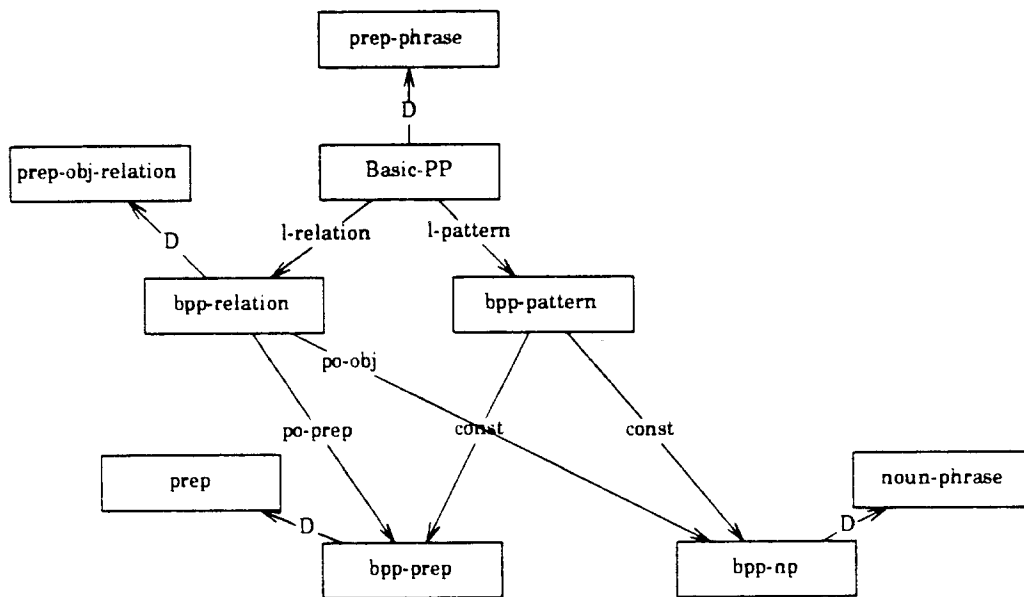 prep-phrase
D
prep-obj-relation
Basic-PP
l-relation
l-pattern
D
bpp-relation
bpp-pattern
po-obj
po-prep
const
const
prep
noun-phrase
D
D
bpp-prep
bpp-np